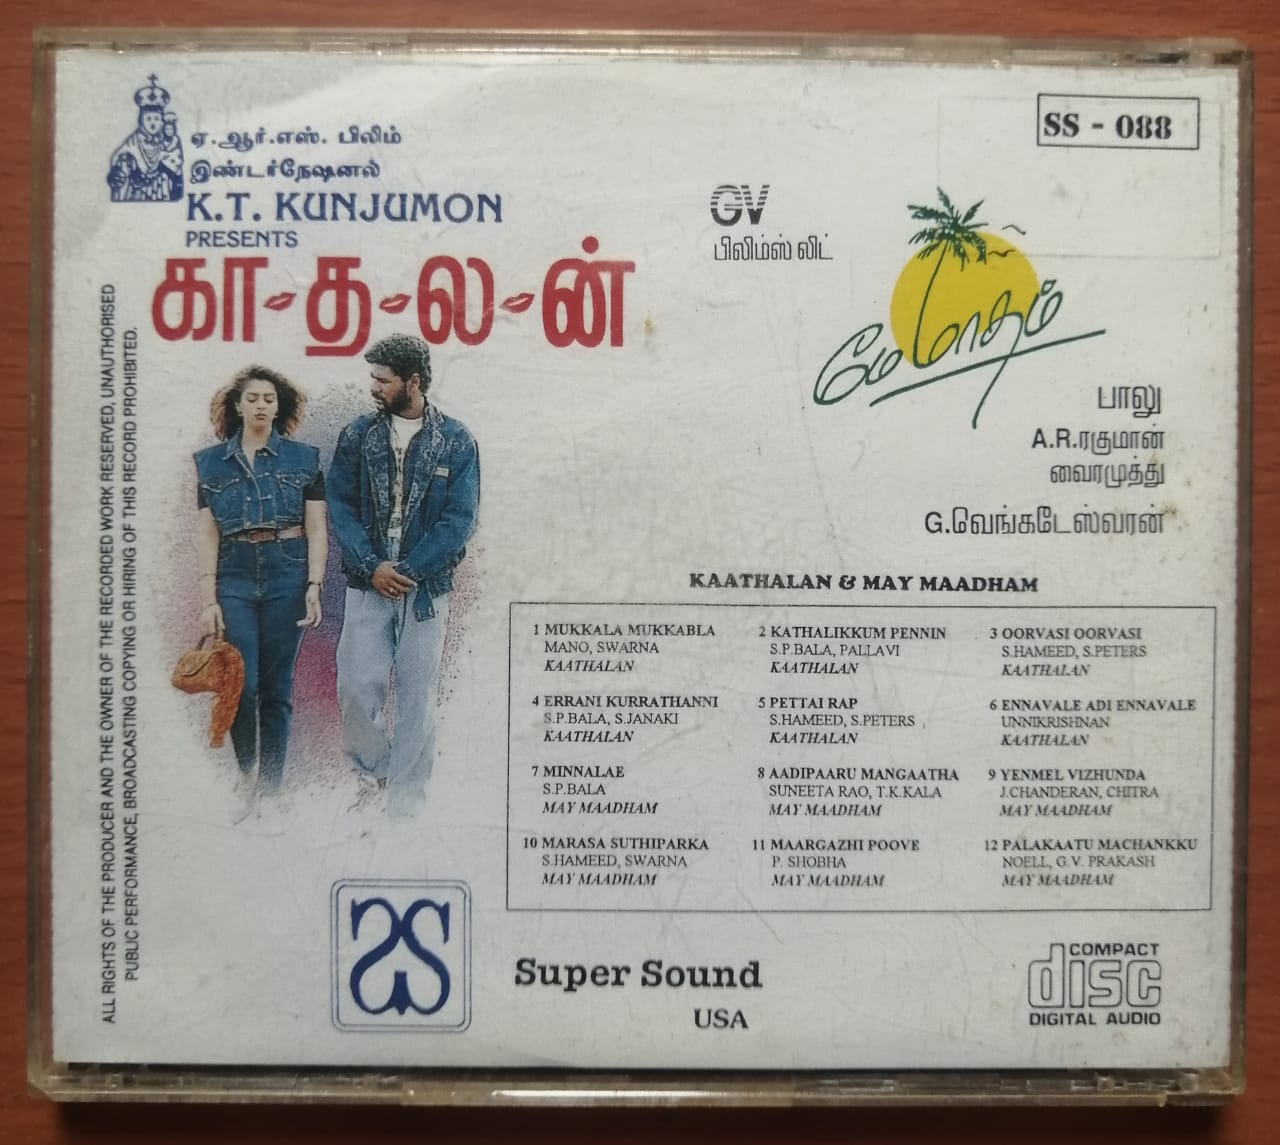 ஏ.ஆர்.எஸ். பிலிம்
இண்டர்நேஷனல்
K.T. KUNJUMON
PRESENTS
கா-த-ல-ன்
SS - 088
GV
பிலிம்ஸ் லிட்
மே மாதம்
பாலு
A.R.ரகுமான்
வைரமுத்து
G.வெங்கடேஸ்வரன்
ALL RIGHTS OF THE PRODUCER AND THE OWNER OF THE RECORDED WORK RESERVED, UNAUTHORISED
PUBLIC PERFORMANCE, BROADCASTING COPYING OR HIRING OF THIS RECORD PROHIBITED.
KAATHALAN & MAY MAADHAM
1 MUKKALA MUKKABLA
MANO, SWARNA
KAATHALAN
2 KATHALIKKUM PENNIN
S.P.BALA, PALLAVI
KAATHALAN
3 OORVASI OORVASI
S.HAMEED, S.PETERS
KAATHALAN
4 ERRANI KURRATHANNI
S.P.BALA, S.JANAKI
KAATHALAN
5 PETTAI RAP
S.HAMEED, S.PETERS
KAATHALAN
6 ENNAVALE ADI ENNAVALE
UNNIKRISHNAN
KAATHALAN
7 MINNALAE
S.P.BALA
MAY MAADHAM
8 AADIPAARU MANGAATHA
SUNEETA RAO, T.K.KALA
MAY MAADHAM
9 YENMEL VIZHUNDA
J.CHANDERAN, CHITRA
MAY MAADHAM
10 MARASA SUTHIPARKA
S.HAMEED, SWARNA
MAY MAADHAM
11 MAARGAZHI POOVE
P. SHOBHA
MAY MAADHAM
12 PALAKAATU MACHANKKU
NOELL, G.V. PRAKASH
MAY MAADHAM
Super Sound
USA
COMPACT
disc
DIGITAL AUDIO